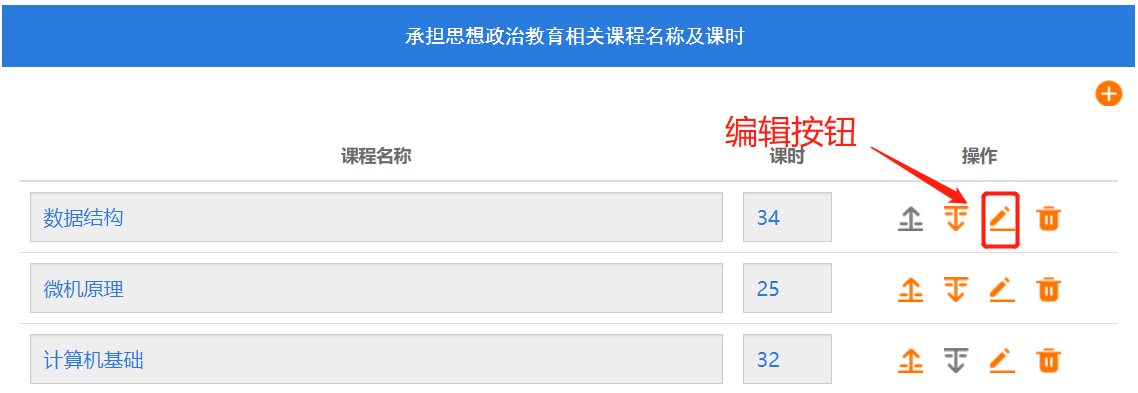 承担思想政治教育相关课程名称及课时
编辑按钮
课程名称 课时 操作
数据结构 34
微机原理 25
计算机基础 32